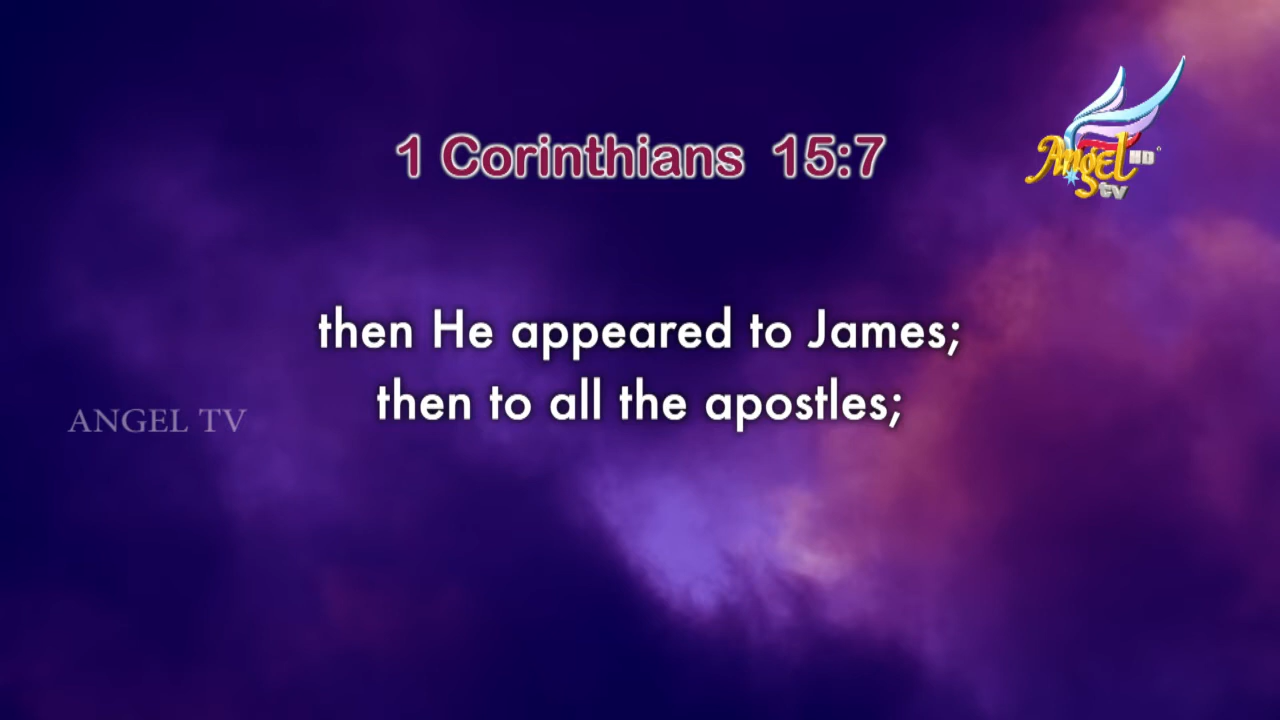 1 Corinthians 15:7
Angel HD
tv
then He appeared to James;
then to all the apostles;
ANGEL TV